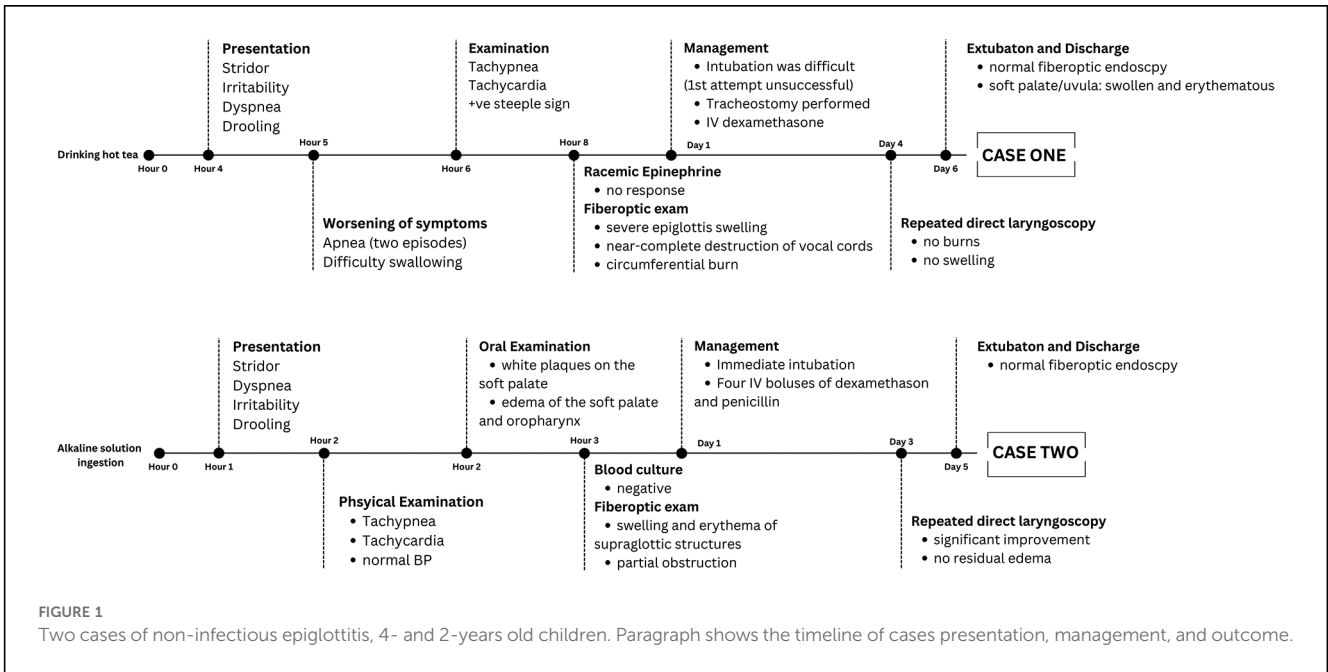 Presentation
Stridor
Irritability
Dyspnea
Drooling
Examination
Tachypnea
Tachycardia
+ve steeple sign
Management
• Intubation was difficult
(1st attempt unsuccessful)
• Tracheostomy performed
• IV dexamethasone
Extubaton and Discharge
• normal fiberoptic endoscpy
• soft palate/uvula: swollen and erythematous
Drinking hot tea
Hour 0
Hour 4
Hour 5
Hour 6
Hour 8
Day 1
Day 4
Day 6
CASE ONE
Worsening of symptoms
Apnea (two episodes)
Difficulty swallowing
Racemic Epinephrine
• no response
Fiberoptic exam
• severe epiglottis swelling
• near-complete destruction of vocal cords
• circumferential burn
Repeated direct laryngoscopy
• no burns
• no swelling
Presentation
Stridor
Dyspnea
Irritability
Drooling
Oral Examination
• white plaques on the
soft palate
• edema of the soft palate
and oropharynx
Management
• Immediate intubation
• Four IV boluses of dexamethason
and penicillin
Extubaton and Discharge
• normal fiberoptic endoscpy
Alkaline solution
ingestion
Hour 0
Hour 1
Hour 2
Hour 2
Hour 3
Day 1
Day 3
Day 5
CASE TWO
Phsyical Examination
• Tachypnea
• Tachycardia
• normal BP
Blood culture
• negative
Fiberoptic exam
• swelling and erythema of
supraglottic structures
• partial obstruction
Repeated direct laryngoscopy
• significant improvement
• no residual edema
FIGURE 1
Two cases of non-infectious epiglottitis, 4- and 2-years old children. Paragraph shows the timeline of cases presentation, management, and outcome.